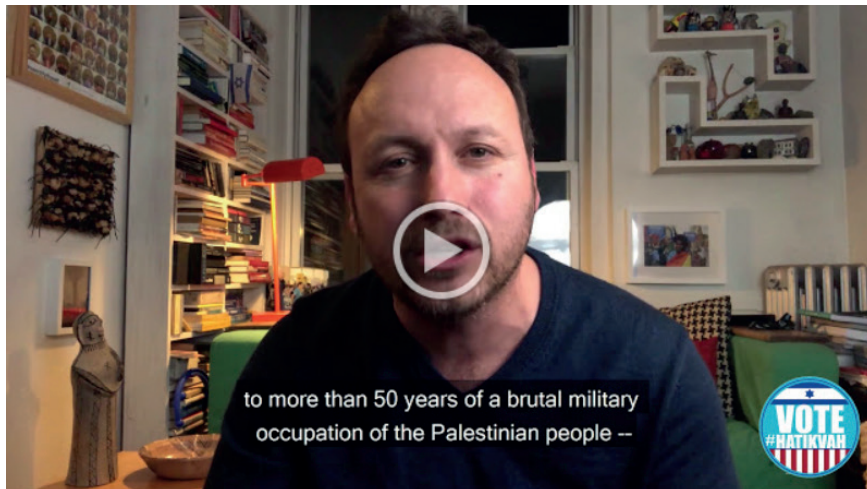 to more than 50 years of a brutal military
occupation of the Palestinian people --
VOTE
#HATIKVAH